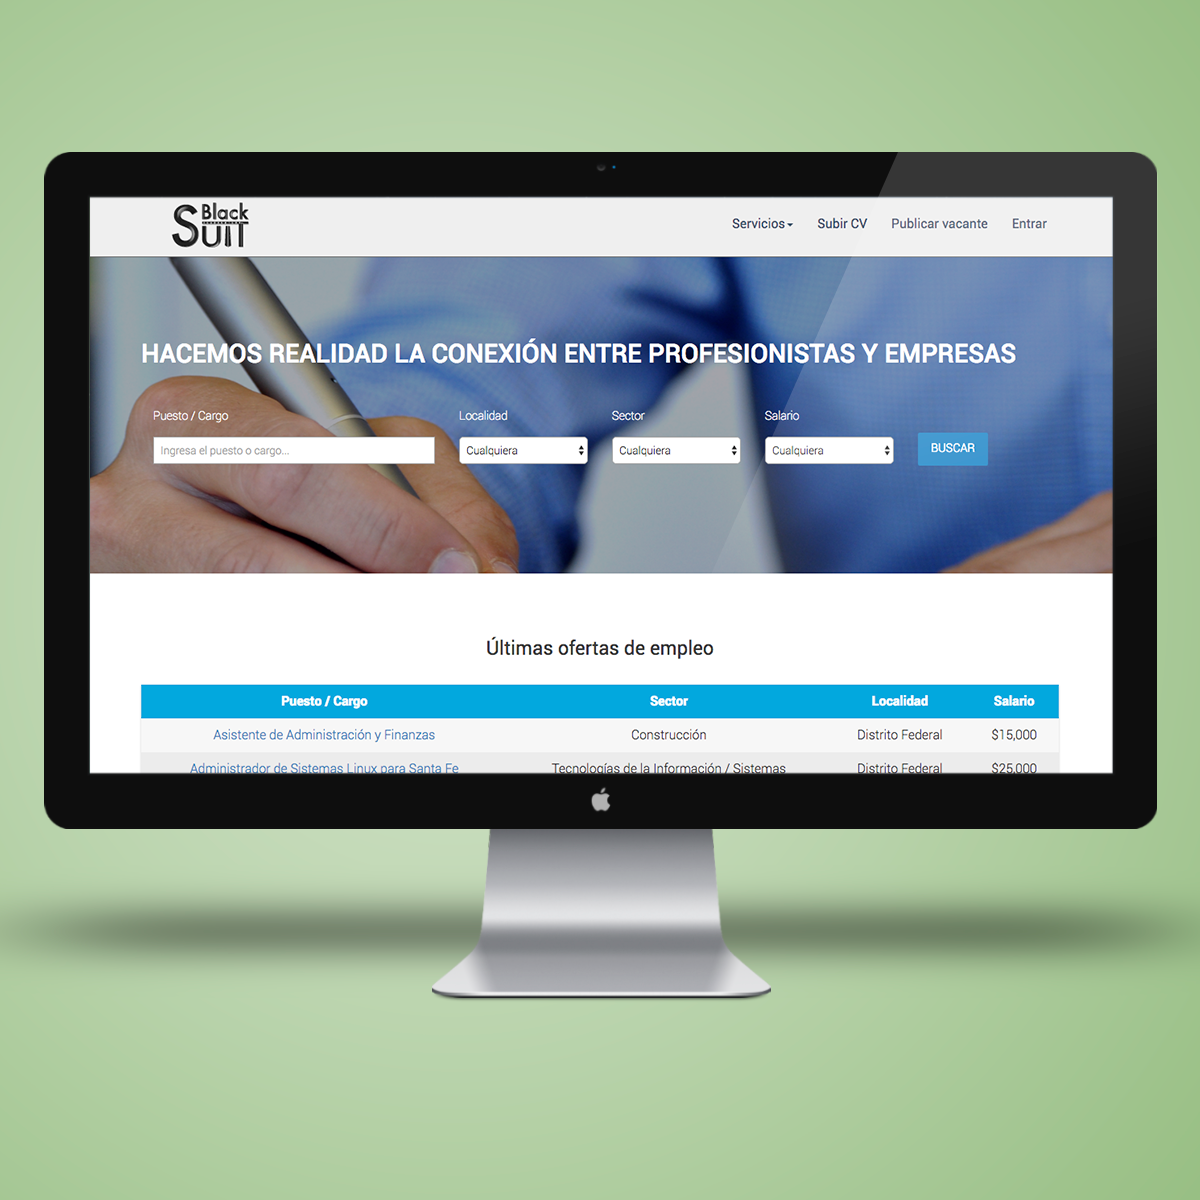 Black
SUIT
Servicios
Subir CV
Publicar vacante
Entrar
HACEMOS REALIDAD LA CONEXIÓN ENTRE PROFESIONISTAS Y EMPRESAS
Puesto / Cargo
Localidad
Sector
Salario
Ingresa el puesto o cargo...
Cualquiera
Cualquiera
Cualquiera
BUSCAR
Últimas ofertas de empleo
Puesto / Cargo
Sector
Localidad
Salario
Asistente de Administración y Finanzas
Construcción
Distrito Federal
$15,000
Administrador de Sistemas Linux para Santa Fe
Tecnologías de la Información / Sistemas
Distrito Federal
$25,000